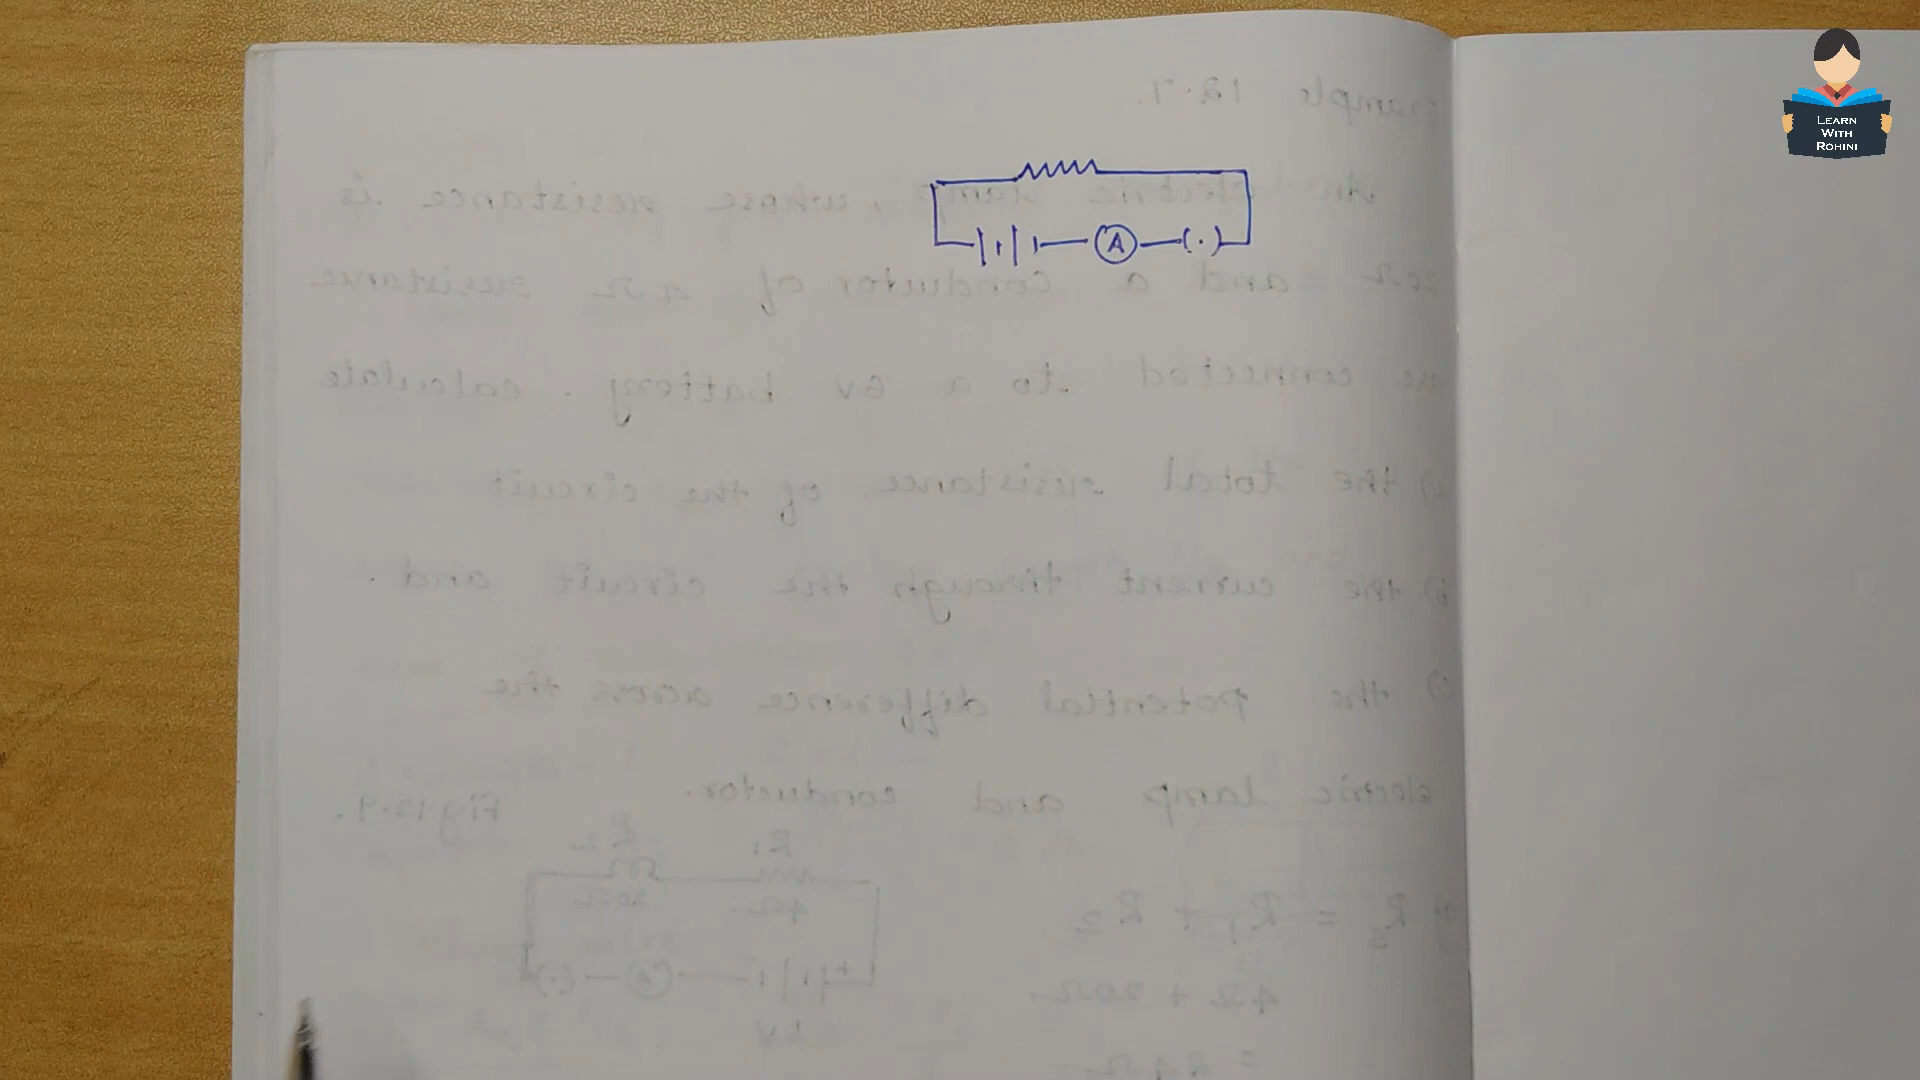 LEARN
WITH
ROHINI
Example 12.7.
An electric lamp, whose resistance is
20Ω and a conductor of 4Ω resistance
are connected to a 6v battery. calculate
the total resistance of the circuit
the current through the circuit and.
the potential difference across the
electric lamp and conductor.
Fig 12.9.
R1 R2
4Ω 20Ω
A
6V
Rs = R1 + R2
4Ω + 20Ω
= 24Ω
A